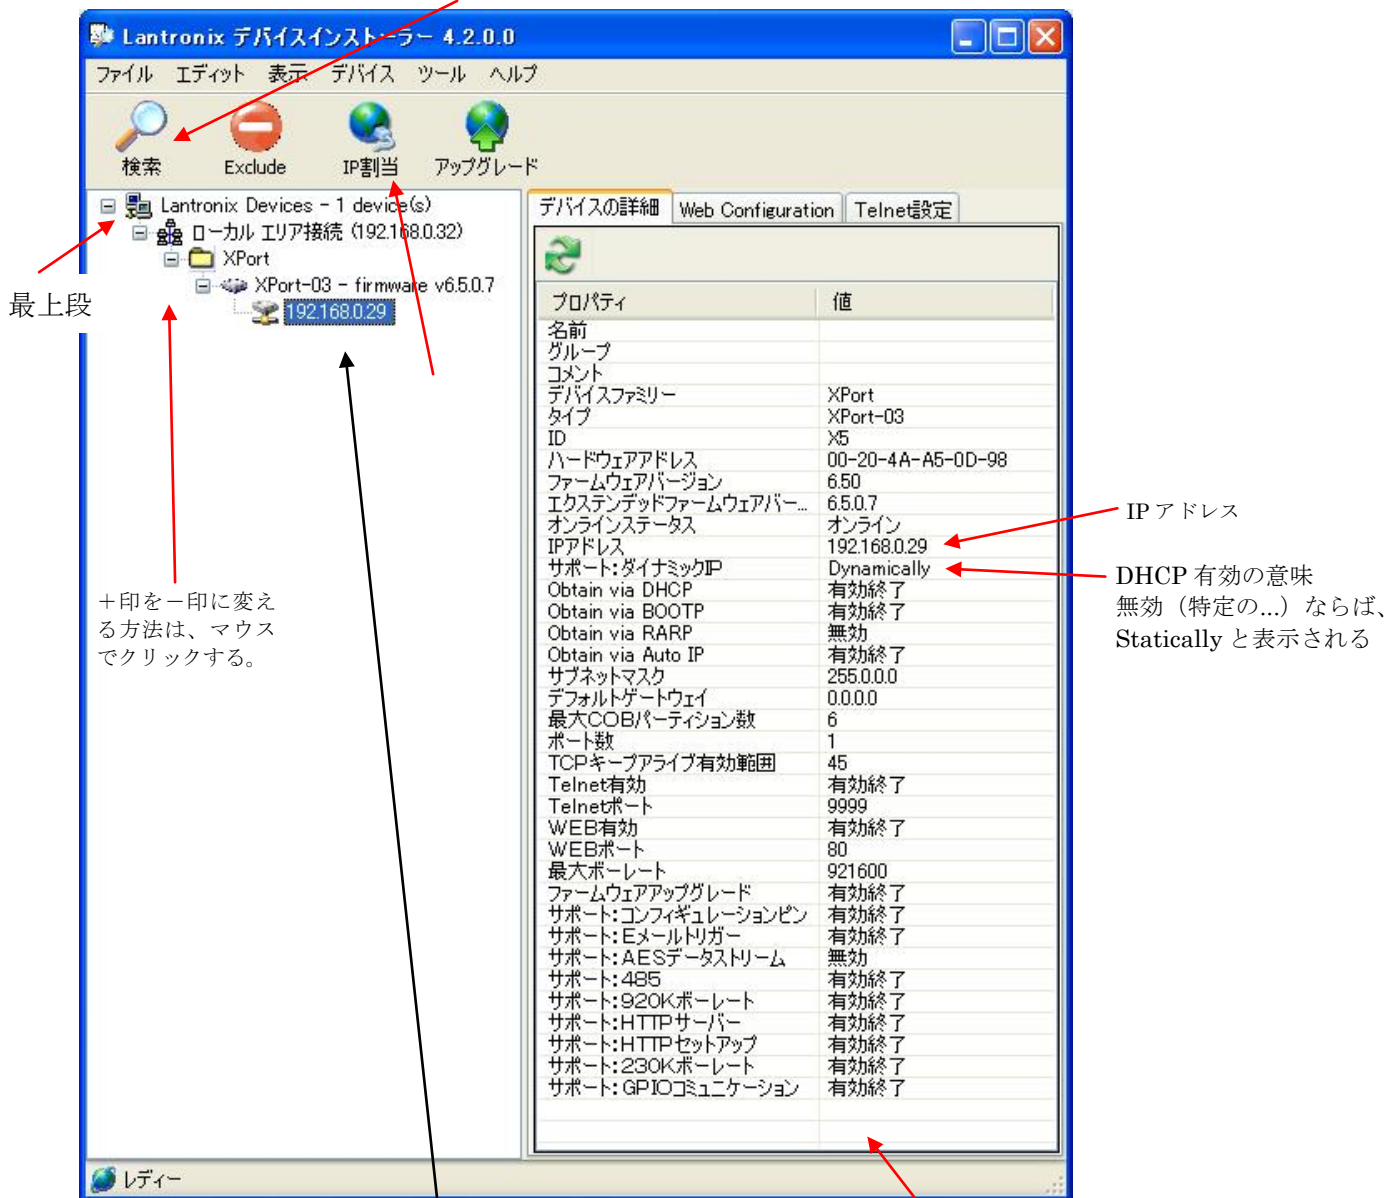 Lantronix デバイスインストーラー 4.2.0.0
ファイル エディット 表示 デバイス ツール ヘルプ
検索 Exclude IP割当 アップグレード
Lantronix Devices - 1 device(s)
ローカル エリア接続 (192.168.0.32)
XPort
XPort-03 - firmware v6.5.0.7
192.168.0.29
最上段
+印を-印に変え
る方法は、マウス
でクリックする。
デバイスの詳細 Web Configuration Telnet設定
プロパティ 値
名前
グループ
コメント
デバイスファミリー XPort
タイプ XPort-03
ID X5
ハードウェアアドレス 00-20-4A-A5-0D-98
ファームウェアバージョン 6.50
エクステンデッドファームウェアバー... 6.5.0.7
オンラインステータス オンライン
IPアドレス 192.168.0.29
サポート:ダイナミックIP Dynamically
Obtain via DHCP 有効終了
Obtain via BOOTP 有効終了
Obtain via RARP 無効
Obtain via Auto IP 有効終了
サブネットマスク 255.0.0.0
デフォルトゲートウェイ 0.0.0.0
最大COBパーティション数 6
ポート数 1
TCPキープアライブ有効範囲 45
Telnet有効 有効終了
Telnetポート 9999
WEB有効 有効終了
WEBポート 80
最大ボーレート 921600
ファームウェアアップグレード 有効終了
サポート:コンフィギュレーションピン 有効終了
サポート:Eメールトリガー 有効終了
サポート:AESデータストリーム 無効
サポート:485 有効終了
サポート:920Kボーレート 有効終了
サポート:HTTPサーバー 有効終了
サポート:HTTPセットアップ 有効終了
サポート:230Kボーレート 有効終了
サポート:GPIOコミュニケーション 有効終了
IP アドレス
DHCP 有効の意味
無効(特定の...)ならば、
Statically と表示される
レディー